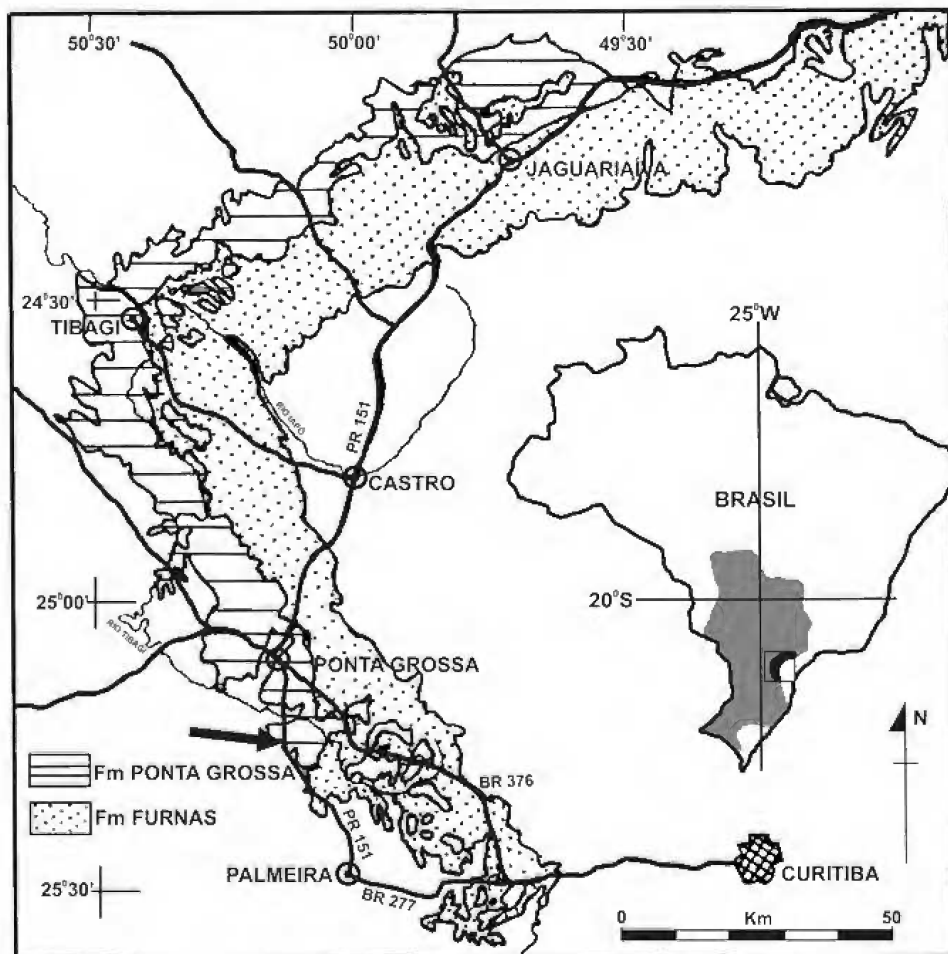 50°30'
50°00'
49°30'
JAGUARIAÍVA
24°30'
TIBAGI
25°W
RIO IAPÓ
PR 151
CASTRO
BRASIL
20°S
25°00'
RIO TIBAGI
PONTA GROSSA
N
Fm PONTA GROSSA
BR 376
Fm FURNAS
PR 151
PALMEIRA
CURITIBA
25°30'
BR 277
0 Km 50